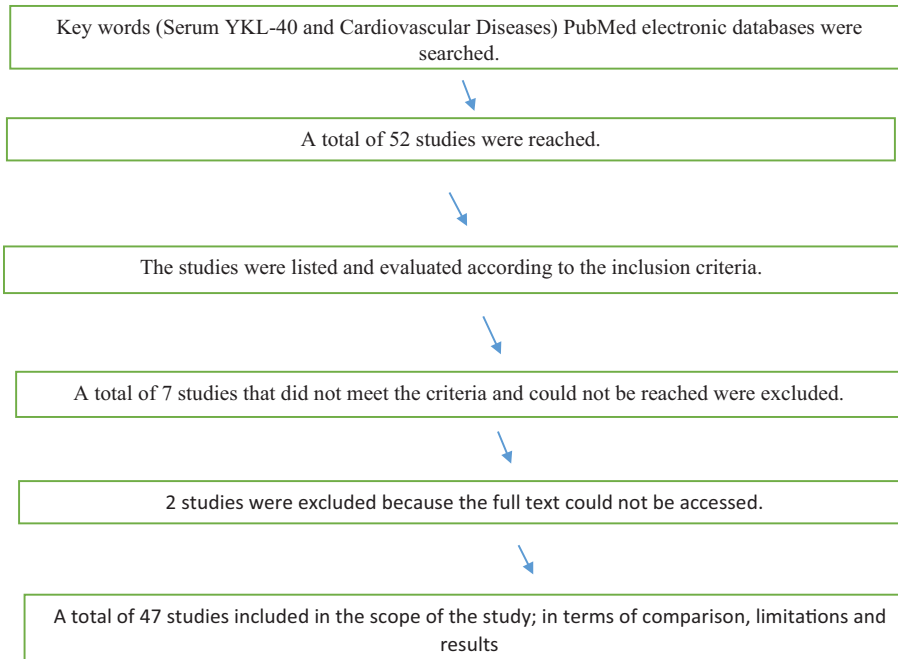 Key words (Serum YKL-40 and Cardiovascular Diseases) PubMed electronic databases were
searched.
A total of 52 studies were reached.
The studies were listed and evaluated according to the inclusion criteria.
A total of 7 studies that did not meet the criteria and could not be reached were excluded.
2 studies were excluded because the full text could not be accessed.
A total of 47 studies included in the scope of the study; in terms of comparison, limitations and
results